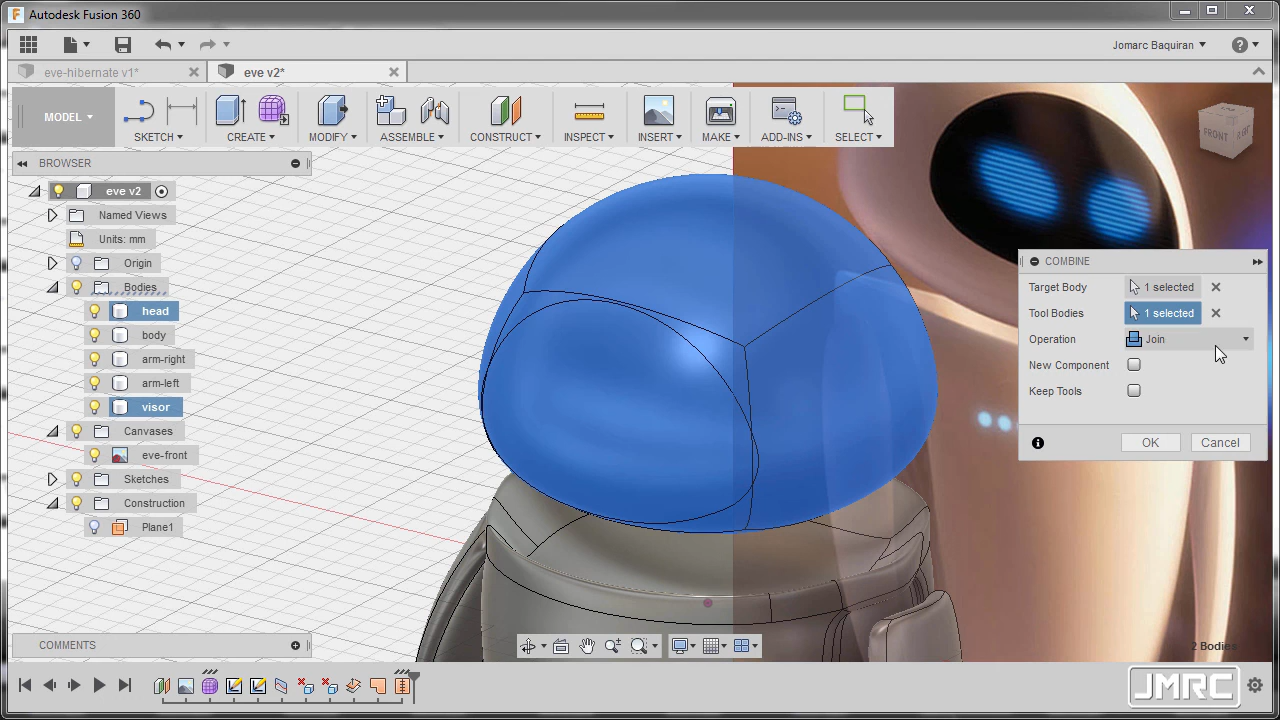 Autodesk Fusion 360
Jomarc Baquiran
eve-hibernate v1*
eve v2*
MODEL
SKETCH
CREATE
MODIFY
ASSEMBLE
CONSTRUCT
INSPECT
INSERT
MAKE
ADD-INS
SELECT
FRONT
BROWSER
eve v2
Named Views
Units: mm
Origin
Bodies
head
body
arm-right
arm-left
visor
Canvases
eve-front
Sketches
Construction
Plane1
COMBINE
Target Body 1 selected
Tool Bodies 1 selected
Operation Join
New Component
Keep Tools
OK Cancel
COMMENTS
2 Bodies
JMRC